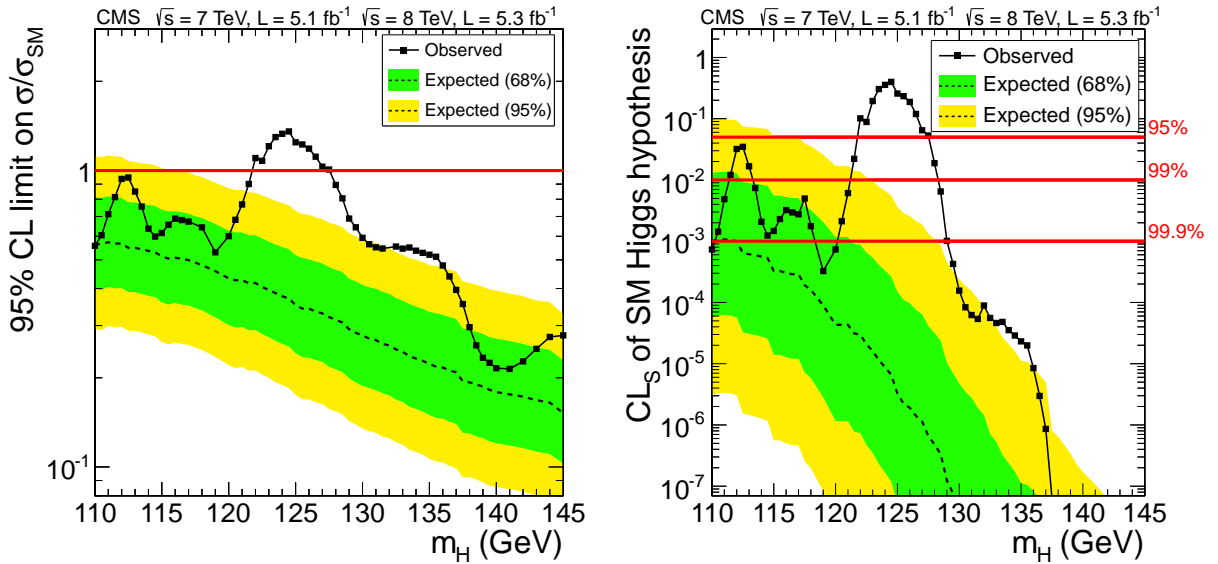 CMS √s = 7 TeV, L = 5.1 fb⁻¹ √s = 8 TeV, L = 5.3 fb⁻¹
95% CL limit on σ/σSM
Observed
Expected (68%)
Expected (95%)
1
10⁻¹
110 115 120 125 130 135 140 145
mH (GeV)
CMS √s = 7 TeV, L = 5.1 fb⁻¹ √s = 8 TeV, L = 5.3 fb⁻¹
CLS of SM Higgs hypothesis
Observed
Expected (68%)
Expected (95%)
1
10⁻¹
10⁻²
10⁻³
10⁻⁴
10⁻⁵
10⁻⁶
10⁻⁷
95%
99%
99.9%
110 115 120 125 130 135 140 145
mH (GeV)